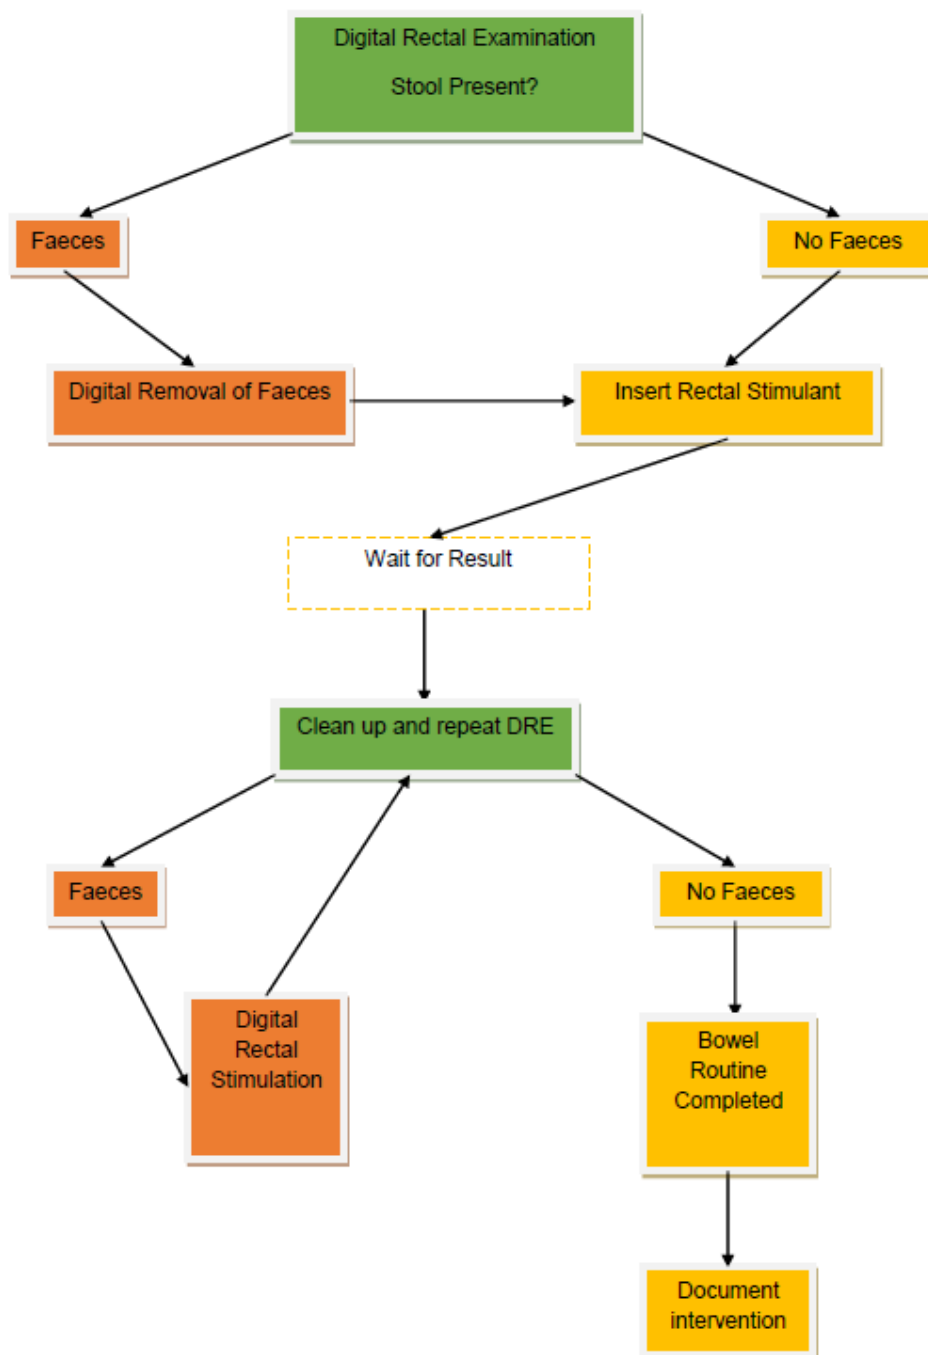 Digital Rectal Examination
Stool Present?
Faeces
No Faeces
Digital Removal of Faeces
Insert Rectal Stimulant
Wait for Result
Clean up and repeat DRE
Faeces
No Faeces
Digital
Rectal
Stimulation
Bowel
Routine
Completed
Document
intervention